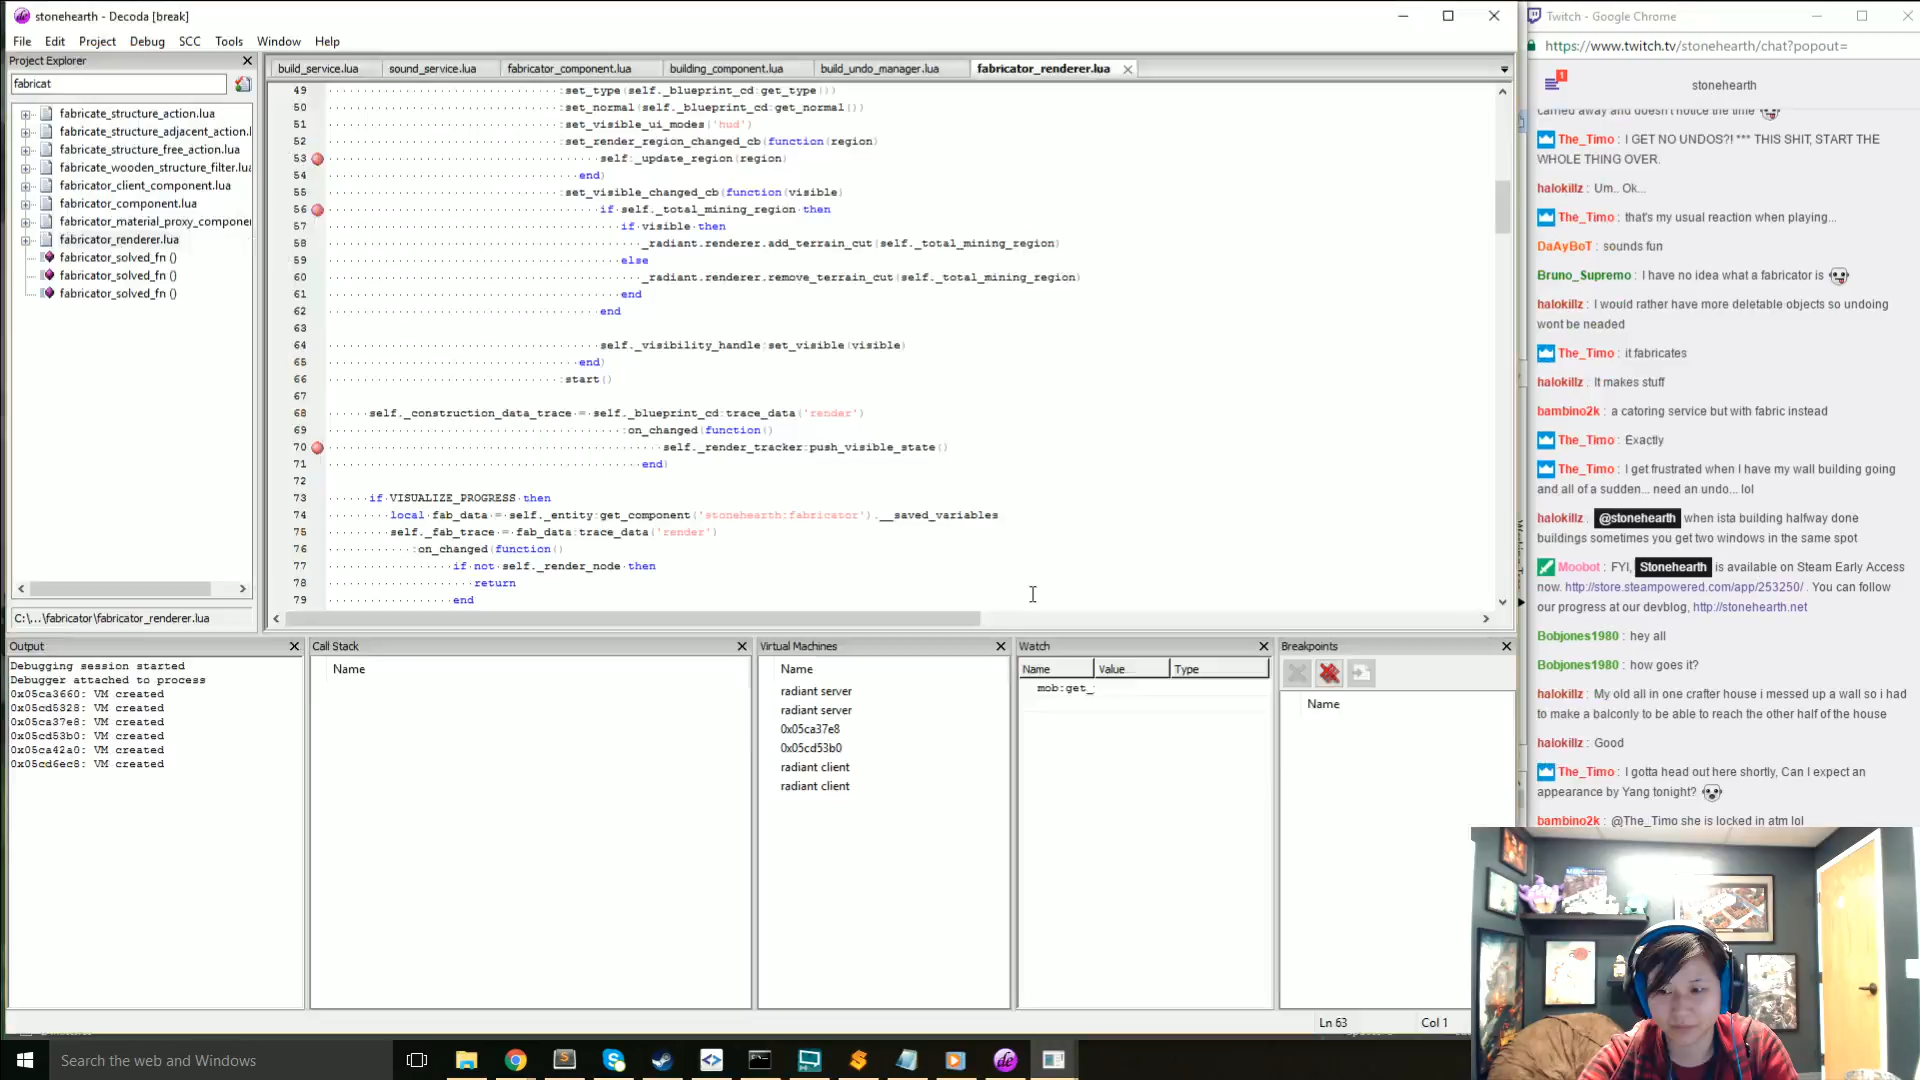 stonehearth - Decoda [break]
File Edit Project Debug SCC Tools Window Help
Project Explorer
fabricat
fabricate_structure_action.lua
fabricate_structure_adjacent_action.l
fabricate_structure_free_action.lua
fabricate_wooden_structure_filter.lua
fabricator_client_component.lua
fabricator_component.lua
fabricator_material_proxy_componer
fabricator_renderer.lua
fabricator_solved_fn ()
fabricator_solved_fn ()
fabricator_solved_fn ()
C:\...\fabricator\fabricator_renderer.lua
build_service.lua sound_service.lua fabricator_component.lua building_component.lua build_undo_manager.lua fabricator_renderer.lua
49 :set_type(self._blueprint_cd:get_type())
50 :set_normal(self._blueprint_cd:get_normal())
51 :set_visible_ui_modes('hud')
52 :set_render_region_changed_cb(function(region)
53 self:_update_region(region)
54 end)
55 :set_visible_changed_cb(function(visible)
56 if self._total_mining_region then
57 if visible then
58 _radiant.renderer.add_terrain_cut(self._total_mining_region)
59 else
60 _radiant.renderer.remove_terrain_cut(self._total_mining_region)
61 end
62 end
63
64 self._visibility_handle:set_visible(visible)
65 end)
66 :start()
67
68 self._construction_data_trace = self._blueprint_cd:trace_data('render')
69 :on_changed(function()
70 self._render_tracker:push_visible_state()
71 end)
72
73 if VISUALIZE_PROGRESS then
74 local fab_data = self._entity:get_component('stonehearth:fabricator').__saved_variables
75 self._fab_trace = fab_data:trace_data('render')
76 :on_changed(function()
77 if not self._render_node then
78 return
79 end
Output
Debugging session started
Debugger attached to process
0x05ca3660: VM created
0x05cd5328: VM created
0x05ca37e8: VM created
0x05cd53b0: VM created
0x05ca42a0: VM created
0x05cd6ec8: VM created
Call Stack
Name
Virtual Machines
Name
radiant server
radiant server
0x05ca37e8
0x05cd53b0
radiant client
radiant client
Watch
Name Value Type
mob:get_
Breakpoints
Name
Ln 63 Col 1
Search the web and Windows
Twitch - Google Chrome
https://www.twitch.tv/stonehearth/chat?popout=
1
stonehearth
carried away and doesn't notice the time
The_Timo : I GET NO UNDOS?! *** THIS SHIT, START THE
WHOLE THING OVER.
halokillz : Um.. Ok...
The_Timo : that's my usual reaction when playing...
DaAyBoT : sounds fun
Bruno_Supremo : I have no idea what a fabricator is
halokillz : I would rather have more deletable objects so undoing
wont be neaded
The_Timo : it fabricates
halokillz : It makes stuff
bambino2k : a catoring service but with fabric instead
The_Timo : Exactly
The_Timo : I get frustrated when I have my wall building going
and all of a sudden... need an undo... lol
halokillz : @stonehearth when ista building halfway done
buildings sometimes you get two windows in the same spot
Moobot : FYI, Stonehearth is available on Steam Early Access
now. http://store.steampowered.com/app/253250/ . You can follow
our progress at our devblog, http://stonehearth.net
Bobjones1980 : hey all
Bobjones1980 : how goes it?
halokillz : My old all in one crafter house i messed up a wall so i had
to make a balconly to be able to reach the other half of the house
halokillz : Good
The_Timo : I gotta head out here shortly, Can I expect an
appearance by Yang tonight?
bambino2k : @The_Timo she is locked in atm lol